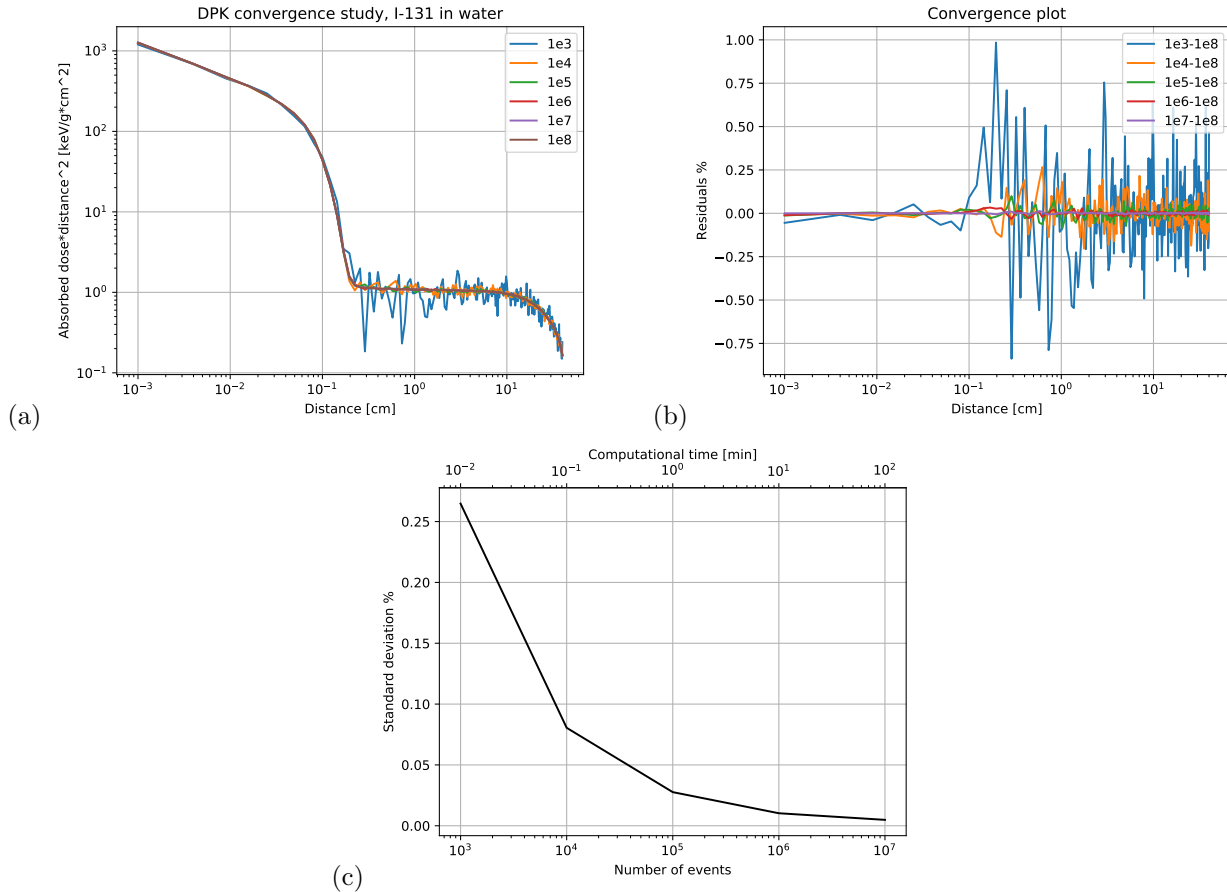 DPK convergence study, I-131 in water
Absorbed dose*distance^2 [keV/g*cm^2]
10^3
10^2
10^1
10^0
10^−1
1e3
1e4
1e5
1e6
1e7
1e8
10^−3 10^−2 10^−1 10^0 10^1
Distance [cm]
(a)
Convergence plot
Residuals %
1.00
0.75
0.50
0.25
0.00
−0.25
−0.50
−0.75
1e3-1e8
1e4-1e8
1e5-1e8
1e6-1e8
1e7-1e8
10^−3 10^−2 10^−1 10^0 10^1
Distance [cm]
(b)
Computational time [min]
10^−2 10^−1 10^0 10^1 10^2
Standard deviation %
0.25
0.20
0.15
0.10
0.05
0.00
10^3 10^4 10^5 10^6 10^7
Number of events
(c)